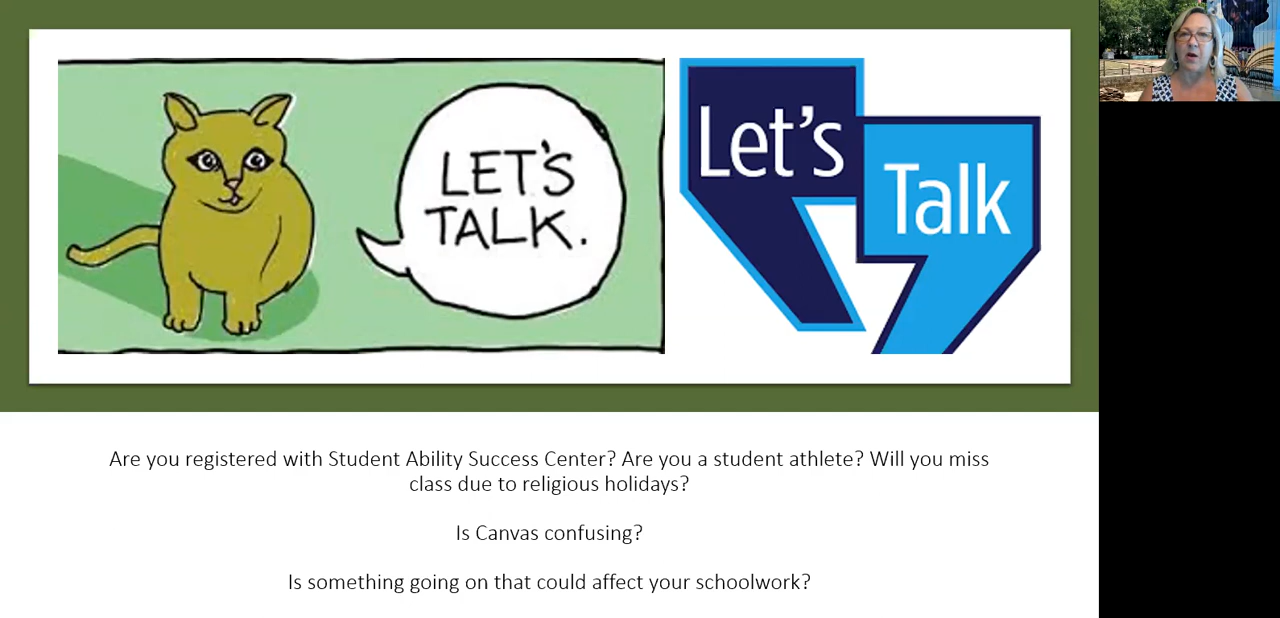 LET'S
TALK.
Let's
Talk
Are you registered with Student Ability Success Center? Are you a student athlete? Will you miss
class due to religious holidays?
Is Canvas confusing?
Is something going on that could affect your schoolwork?